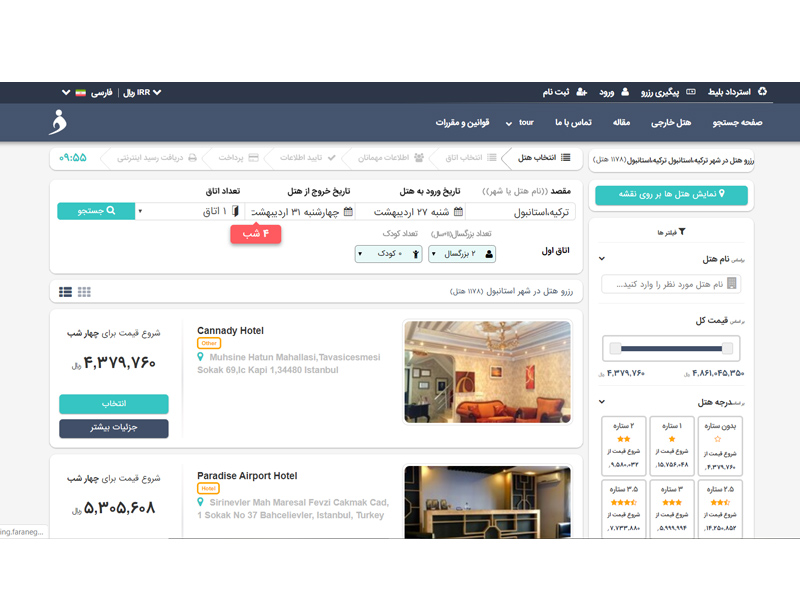 استرداد بلیط
پیگیری رزرو
ورود
ثبت نام
IRR ریال
فارسی
صفحه جستجو
هتل خارجی
مقاله
تماس با ما
tour
قوانین و مقررات
رزرو هتل در شهر ترکیه،استانبول ترکیه،استانبول (۱۱۷۸ هتل)
انتخاب هتل
انتخاب اتاق
اطلاعات مهمانان
تایید اطلاعات
پرداخت
دریافت رسید اینترنتی
۰۹:۵۵
نمایش هتل ها بر روی نقشه
مقصد ((نام هتل یا شهر))
تاریخ ورود به هتل
تاریخ خروج از هتل
تعداد اتاق
ترکیه،استانبول
شنبه ۲۷ اردیبهشت
چهارشنبه ۳۱ اردیبهشت
۱ اتاق
جستجو
۴ شب
تعداد بزرگسال
تعداد کودک
اتاق اول
۲ بزرگسال
۰ کودک
رزرو هتل در شهر استانبول (۱۱۷۸ هتل)
فیلتر ها
براساس نام هتل
نام هتل مورد نظر را وارد کنید...
براساس قیمت کل
۴,۸۶۱,۰۴۵,۳۵۰ ریال
۴,۳۷۹,۷۶۰ ریال
براساس درجه هتل
بدون ستاره
شروع قیمت از
۴,۳۷۹,۷۶۰
۱ ستاره
شروع قیمت از
۱۵,۷۵۶,۰۴۸
۲ ستاره
شروع قیمت از
۹,۵۸۰,۰۳۲
۲.۵ ستاره
شروع قیمت از
۱۴,۲۵۰,۸۵۲
۳ ستاره
شروع قیمت از
۵,۹۹۹,۹۹۴
۳.۵ ستاره
شروع قیمت از
۷,۷۳۳,۸۸۰
Cannady Hotel
Other
Muhsine Hatun Mahallasi,Tavasicesmesi
Sokak 69,Ic Kapi 1,34480 Istanbul
شروع قیمت برای چهار شب
۴,۳۷۹,۷۶۰ ریال
انتخاب
جزئیات بیشتر
Paradise Airport Hotel
Hotel
Sirinevler Mah Maresal Fevzi Cakmak Cad,
1 Sokak No 37 Bahcelievler, Istanbul, Turkey
شروع قیمت برای چهار شب
۵,۳۰۵,۶۰۸ ریال
ing.faraneg...